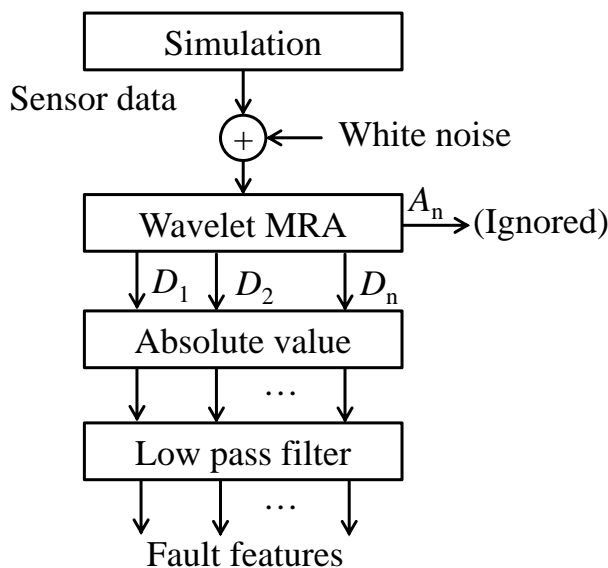 Simulation
Sensor data
+
White noise
Wavelet MRA
Aₙ
(Ignored)
D₁ D₂ Dₙ
Absolute value
…
Low pass filter
…
Fault features